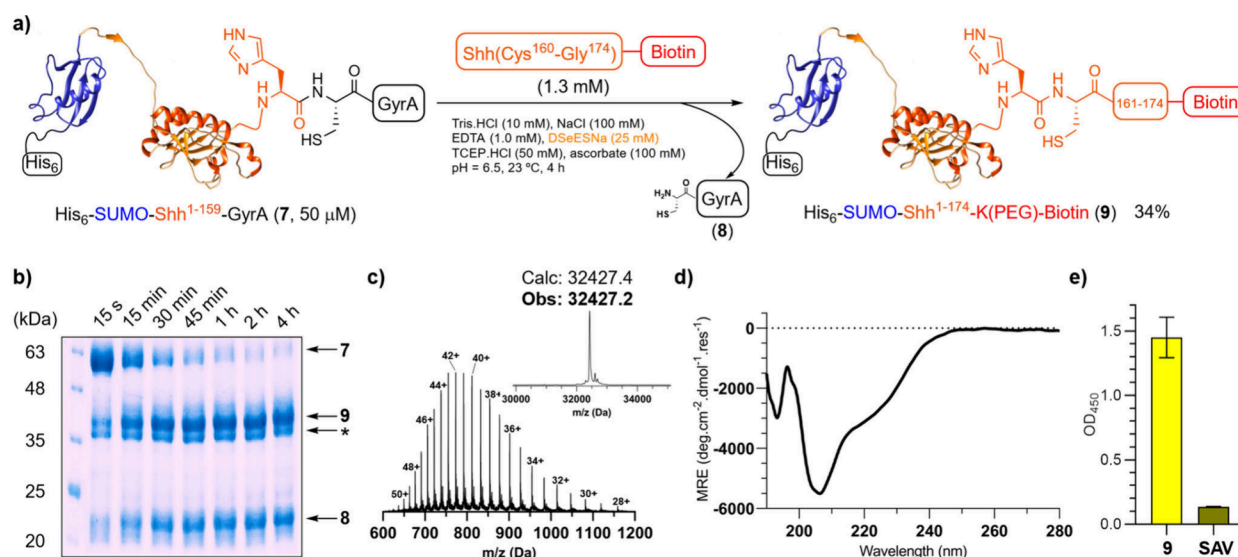 a)
HN
N
H
N
O
N
H
O
GyrA
HS
His6
His6-SUMO-Shh1-159-GyrA (7, 50 μM)
Shh(Cys160-Gly174) Biotin
(1.3 mM)
Tris.HCl (10 mM), NaCl (100 mM)
EDTA (1.0 mM), DSeESNa (25 mM)
TCEP.HCl (50 mM), ascorbate (100 mM)
pH = 6.5, 23 ºC, 4 h
H2N
O
GyrA
HS
(8)
HN
N
H
N
O
N
H
O
161-174
Biotin
HS
His6
His6-SUMO-Shh1-174-K(PEG)-Biotin (9) 34%
b)
(kDa) 15 s 15 min 30 min 45 min 1 h 2 h 4 h
63 7
48
9
35 *
25
8
20
c)
Calc: 32427.4
Obs: 32427.2
42+ 40+
44+ 38+
46+ 36+
48+ 34+
50+ 32+ 30+ 28+
30000 32000 34000
m/z (Da)
600 700 800 900 1000 1100 1200
m/z (Da)
d)
MRE (deg.cm-2.dmol-1.res-1)
0
-2000
-4000
-6000
200 220 240 260 280
Wavelength (nm)
e)
OD450
1.5
1.0
0.5
0.0
9 SAV